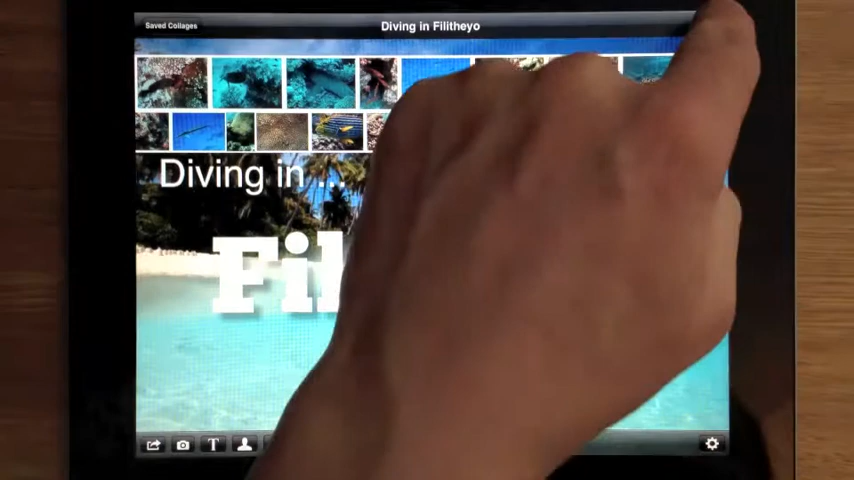 Saved Collages
Diving in Filitheyo
Diving in ...
Fil
T